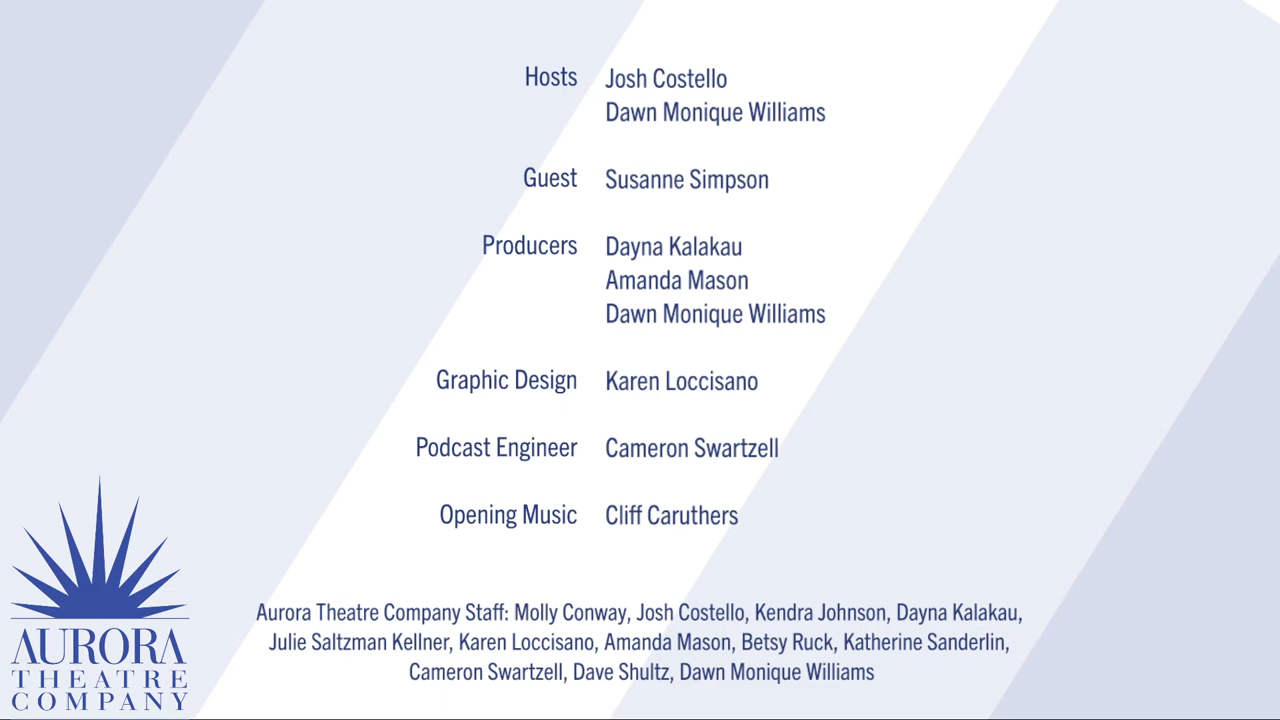 Hosts Josh Costello
Dawn Monique Williams
Guest Susanne Simpson
Producers Dayna Kalakau
Amanda Mason
Dawn Monique Williams
Graphic Design Karen Loccisano
Podcast Engineer Cameron Swartzell
Opening Music Cliff Caruthers
Aurora Theatre Company Staff: Molly Conway, Josh Costello, Kendra Johnson, Dayna Kalakau,
Julie Saltzman Kellner, Karen Loccisano, Amanda Mason, Betsy Ruck, Katherine Sanderlin,
Cameron Swartzell, Dave Shultz, Dawn Monique Williams
AURORA
THEATRE
COMPANY